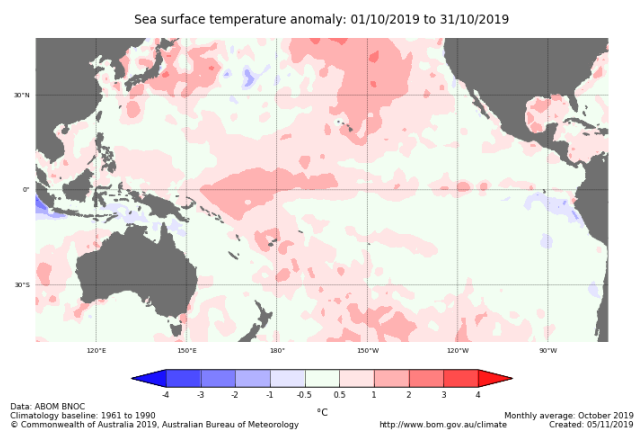 Sea surface temperature anomaly: 01/10/2019 to 31/10/2019
30°N
0°
30°S
120°E 150°E 180° 150°W 120°W 90°W
-4 -3 -2 -1 -0.5 0.5 1 2 3 4
°C
Data: ABOM BNOC
Climatology baseline: 1961 to 1990 Monthly average: October 2019
© Commonwealth of Australia 2019, Australian Bureau of Meteorology http://www.bom.gov.au/climate Created: 05/11/2019